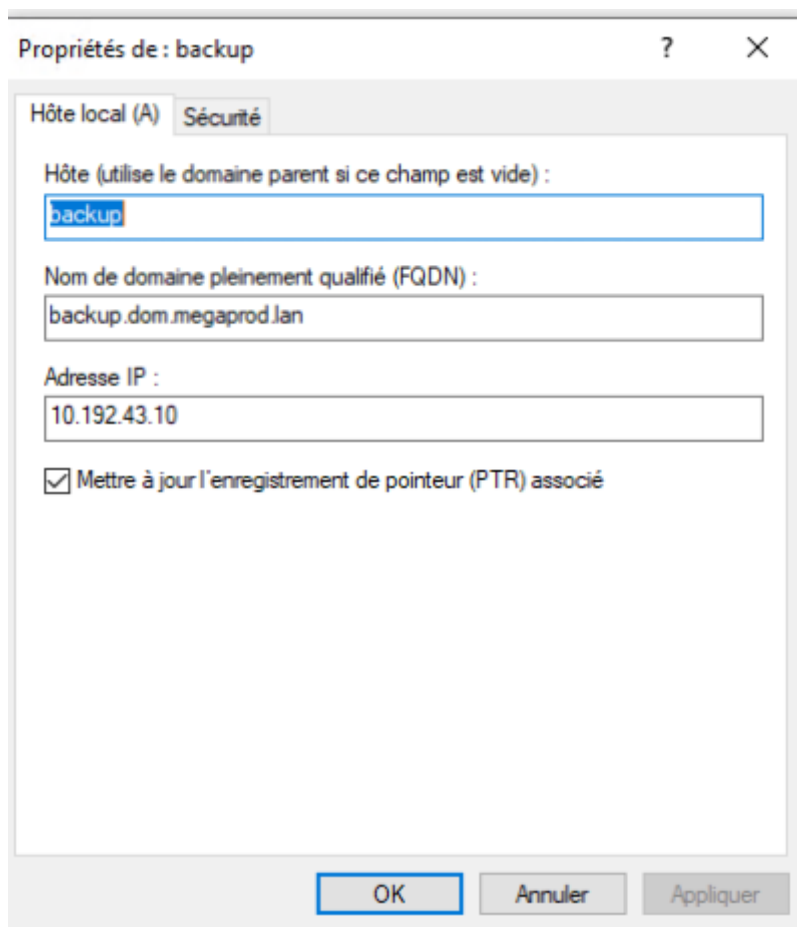 Propriétés de : backup
Hôte local (A) Sécurité
Hôte (utilise le domaine parent si ce champ est vide) :
backup
Nom de domaine pleinement qualifié (FQDN) :
backup.dom.megaprod.lan
Adresse IP :
10.192.43.10
Mettre à jour l'enregistrement de pointeur (PTR) associé
OK Annuler Appliquer